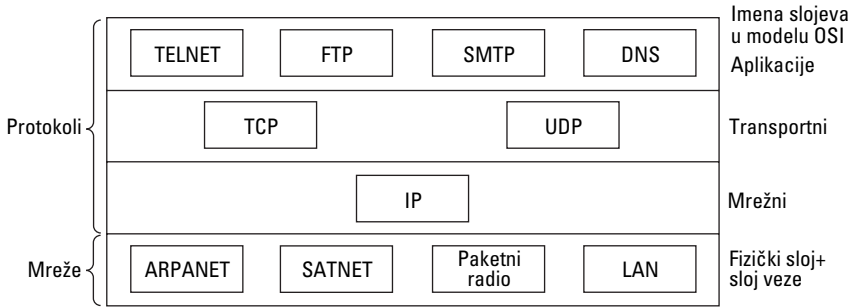 Imena slojeva
u modelu OSI
TELNET FTP SMTP DNS Aplikacije
Protokoli TCP UDP Transportni
IP Mrežni
Mreže ARPANET SATNET Paketni
radio LAN Fizički sloj+
sloj veze